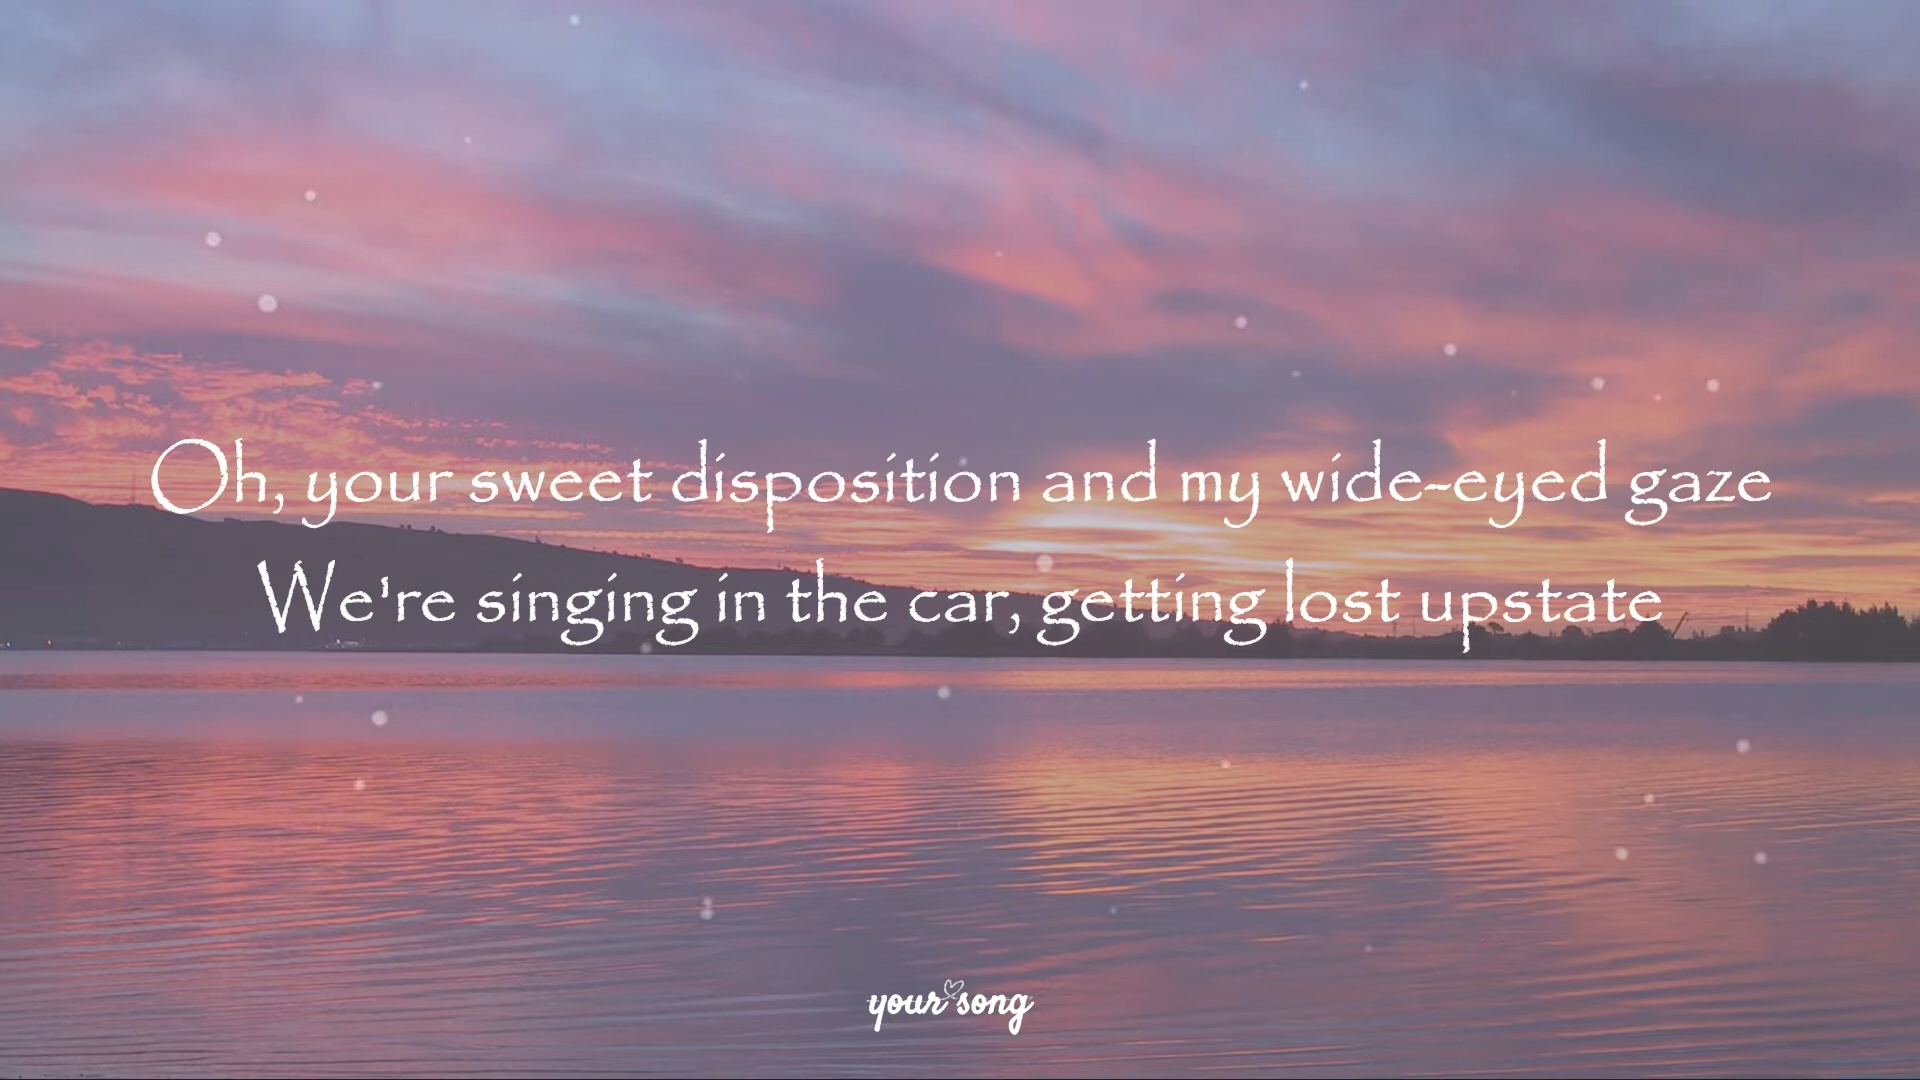 Oh, your sweet disposition and my wide-eyed gaze
We're singing in the car, getting lost upstate
your song